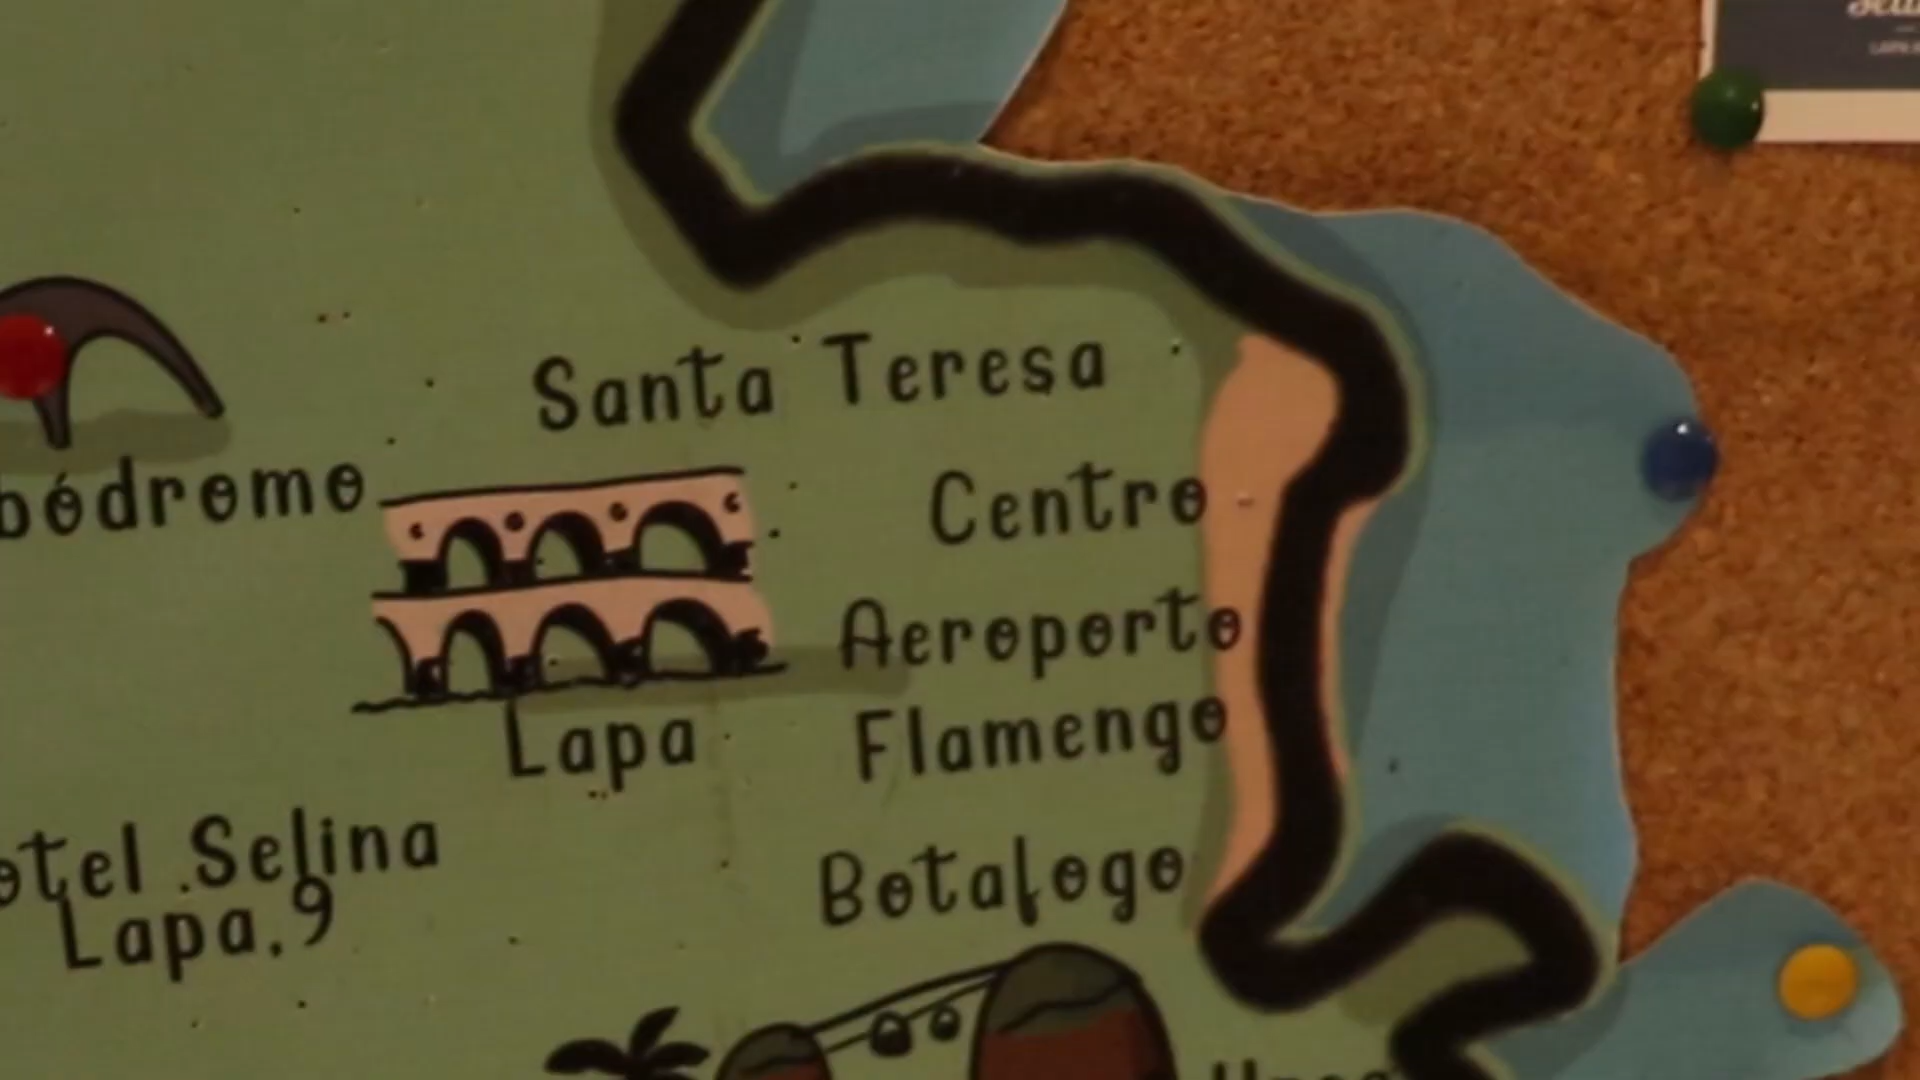 Santa Teresa
bódromo
Centro
Aeroporto
Lapa
Flamengo
otel Selina
Lapa,9
Botafogo